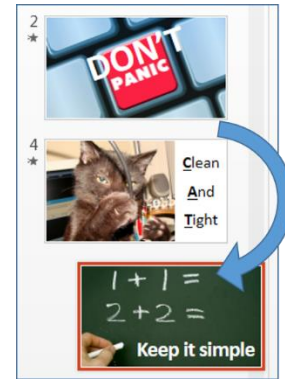 2
DON'T
PANIC
4
Clean
And
Tight
1 + 1 =
2 + 2 =
Keep it simple